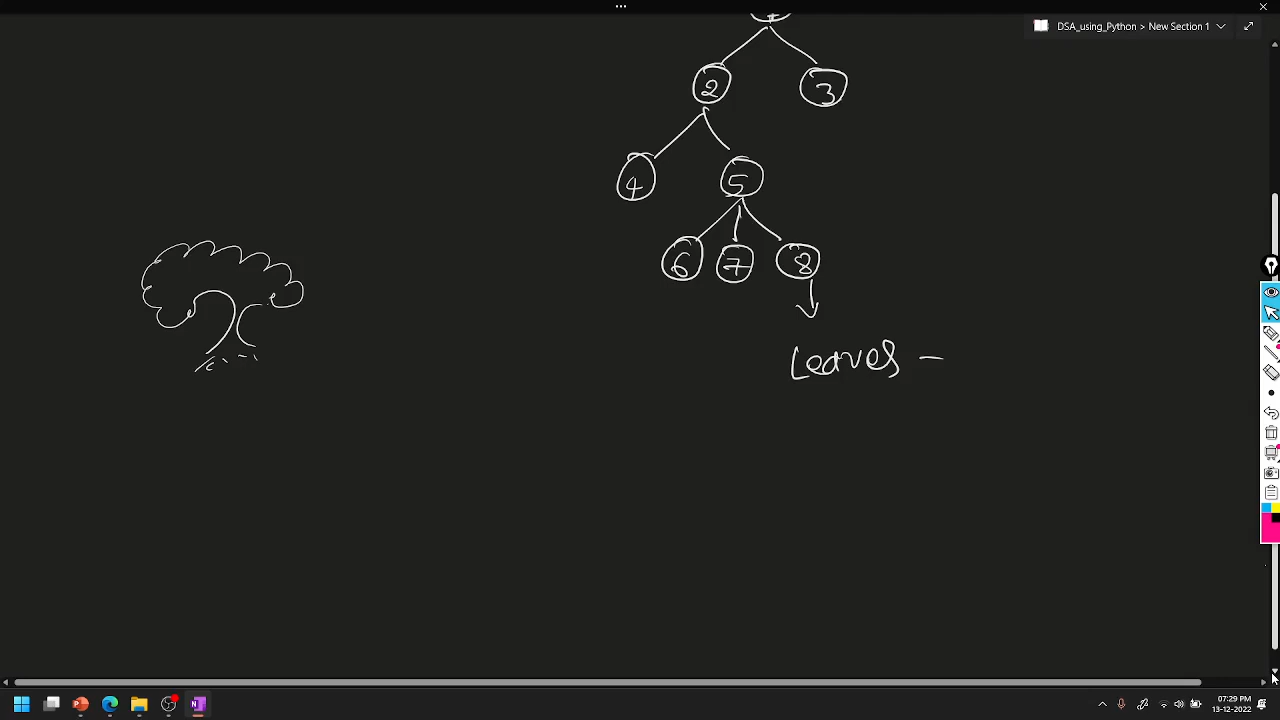 DSA_using_Python > New Section 1
2 3
4 5
6 7 8
Leaves -
07:29 PM
13-12-2022